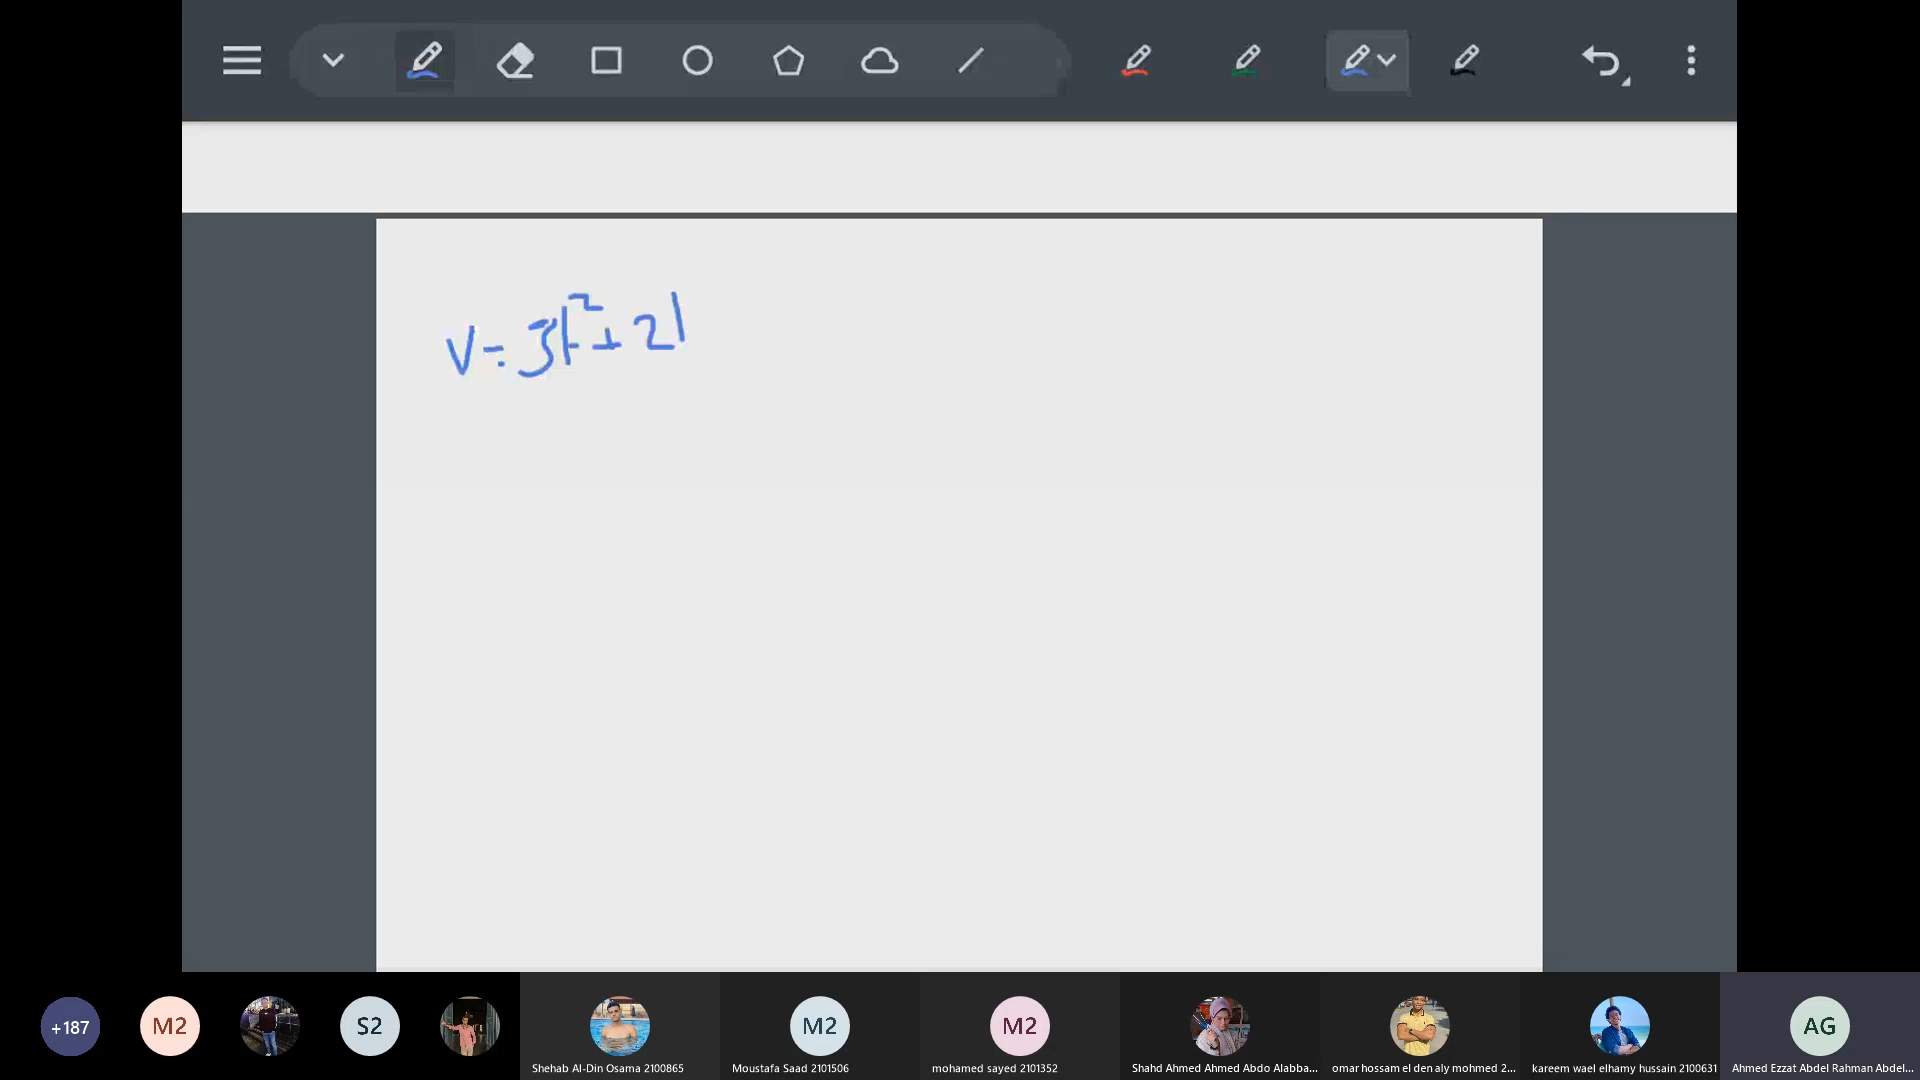 V = 3t² + 2
+187
M2
S2
Shehab Al-Din Osama 2100865
M2
Moustafa Saad 2101506
M2
mohamed sayed 2101352
Shahd Ahmed Ahmed Abdo Alabba...
omar hossam el den aly mohmed 2...
kareem wael elhamy hussain 2100631
AG
Ahmed Ezzat Abdel Rahman Abdel...